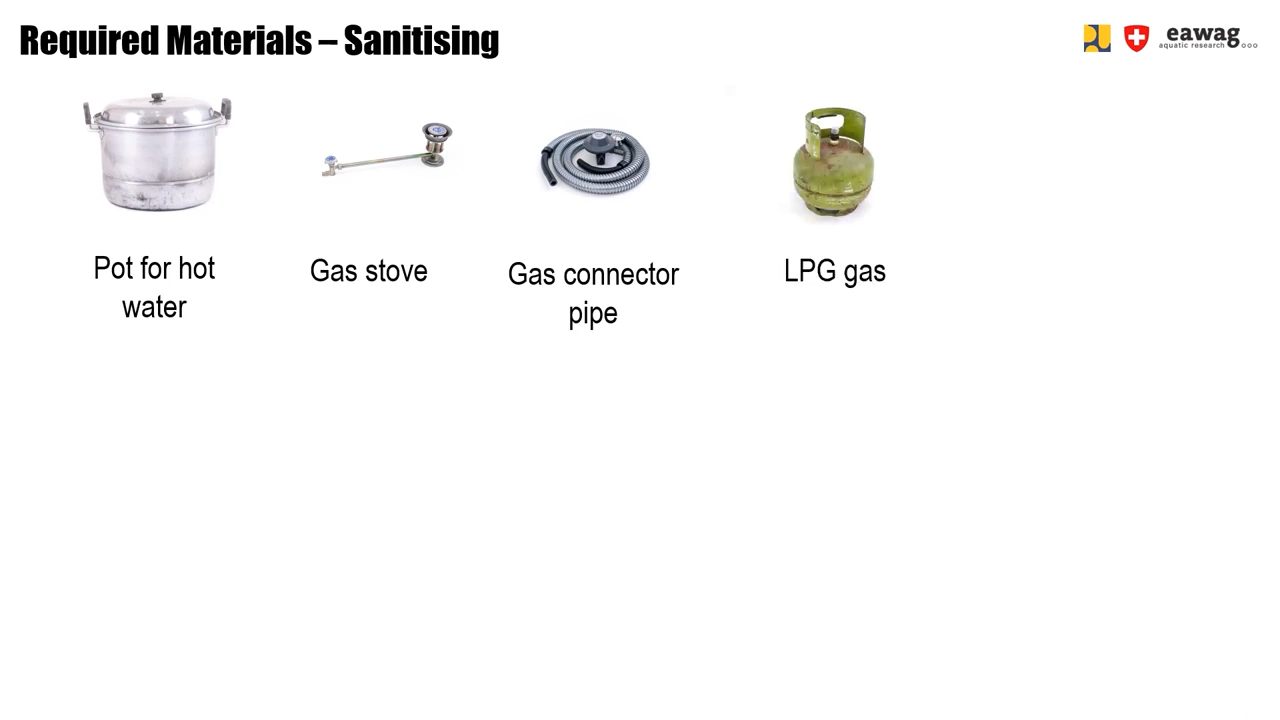 Required Materials – Sanitising
eawag
aquatic research
Pot for hot
water
Gas stove
Gas connector
pipe
LPG gas